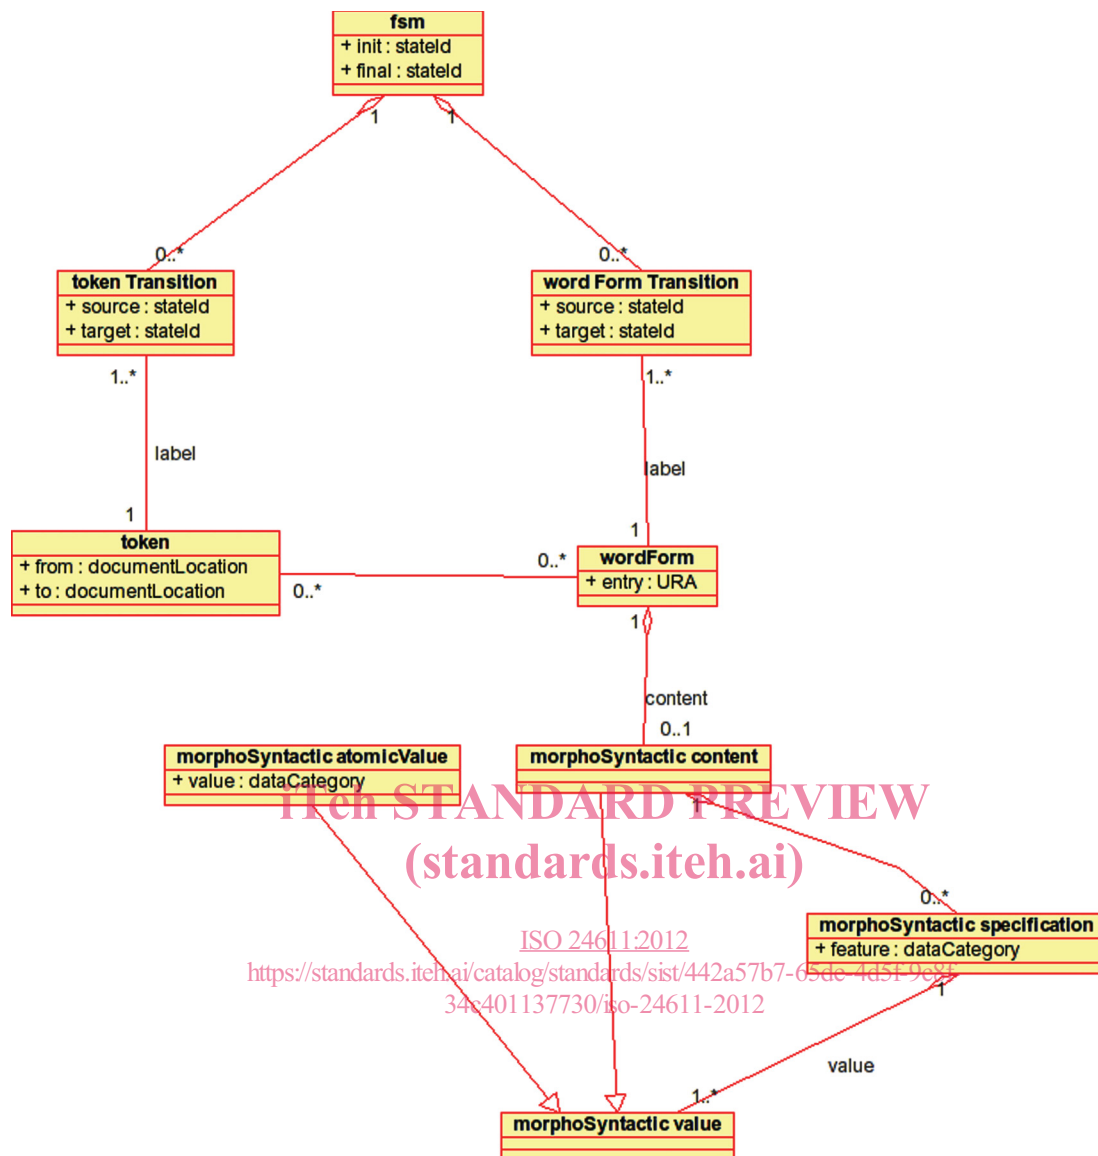 fsm
+ init : stateId
+ final : stateId
1
1
0..*
0..*
token Transition
+ source : stateId
+ target : stateId
word Form Transition
+ source : stateId
+ target : stateId
1..*
1..*
label
label
1
1
token
+ from : documentLocation
+ to : documentLocation
0..*
0..*
wordForm
+ entry : URA
1
content
0..1
morphoSyntactic atomicValue
+ value : dataCategory
morphoSyntactic content
1
iTeh STANDARD PREVIEW
(standards.iteh.ai)
0..*
morphoSyntactic specification
+ feature : dataCategory
ISO 24611:2012
https://standards.iteh.ai/catalog/standards/sist/442a57b7-65de-4d5f-9c8f-
34c401137730/iso-24611-2012
1
value
1..*
morphoSyntactic value